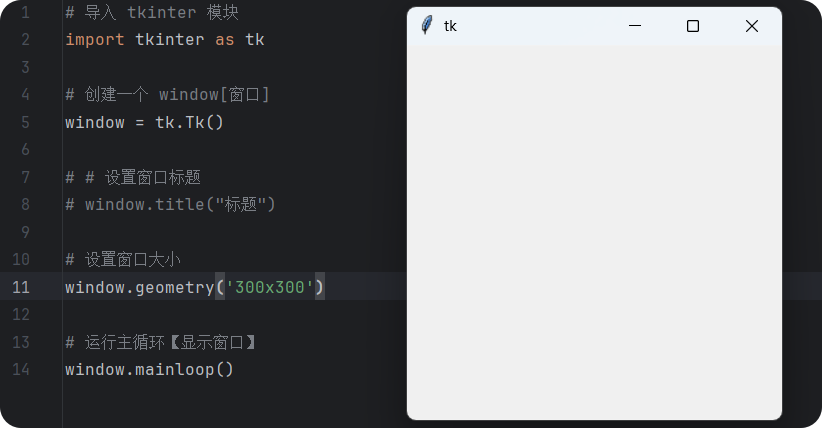 1 # 导入 tkinter 模块
2 import tkinter as tk
3
4 # 创建一个 window[窗口]
5 window = tk.Tk()
6
7 # # 设置窗口标题
8 # window.title("标题")
9
10 # 设置窗口大小
11 window.geometry('300x300')
12
13 # 运行主循环【显示窗口】
14 window.mainloop()
tk